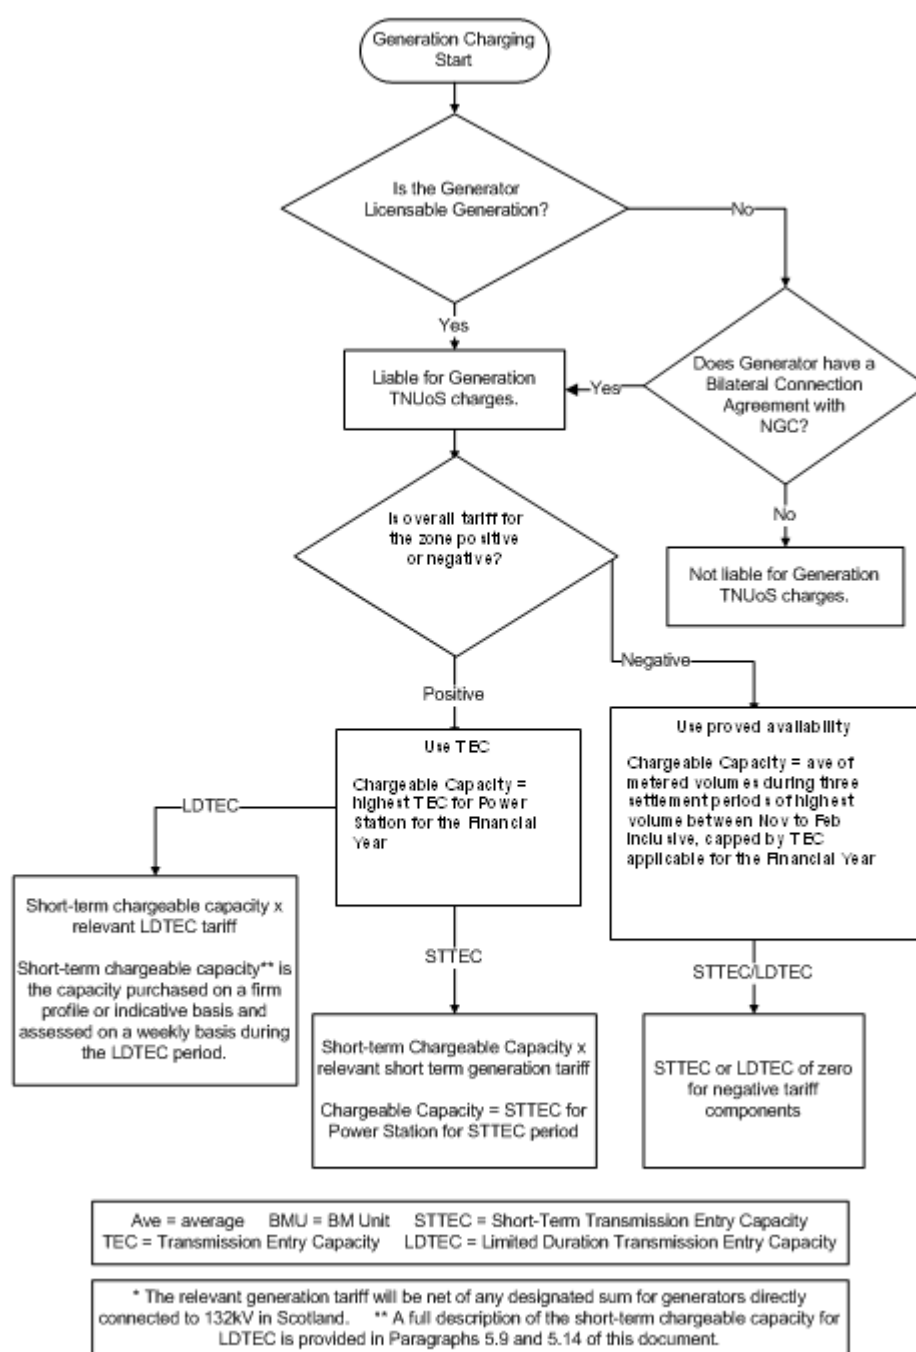 Generation Charging
Start
Is the Generator
Licensable Generation?
No
Yes
Does Generator have a
Bilateral Connection
Agreement with
NGC?
Yes
Liable for Generation
TNUoS charges.
No
Is overall tariff for
the zone positive
or negative?
Not liable for Generation
TNUoS charges.
Negative
Positive
Use TEC
Chargeable Capacity =
highest TEC for Power
Station for the Financial
Year
Use proved availability
Chargeable Capacity = ave of
metered volumes during three
settlement periods of highest
volume between Nov to Feb
inclusive, capped by TEC
applicable for the Financial Year
LDTEC
Short-term chargeable capacity x
relevant LDTEC tariff
Short-term chargeable capacity** is
the capacity purchased on a firm
profile or indicative basis and
assessed on a weekly basis during
the LDTEC period.
STTEC
STTEC/LDTEC
Short-term Chargeable Capacity x
relevant short term generation tariff
Chargeable Capacity = STTEC for
Power Station for STTEC period
STTEC or LDTEC of zero
for negative tariff
components
Ave = average BMU = BM Unit STTEC = Short-Term Transmission Entry Capacity
TEC = Transmission Entry Capacity LDTEC = Limited Duration Transmission Entry Capacity
* The relevant generation tariff will be net of any designated sum for generators directly
connected to 132kV in Scotland. ** A full description of the short-term chargeable capacity for
LDTEC is provided in Paragraphs 5.9 and 5.14 of this document.